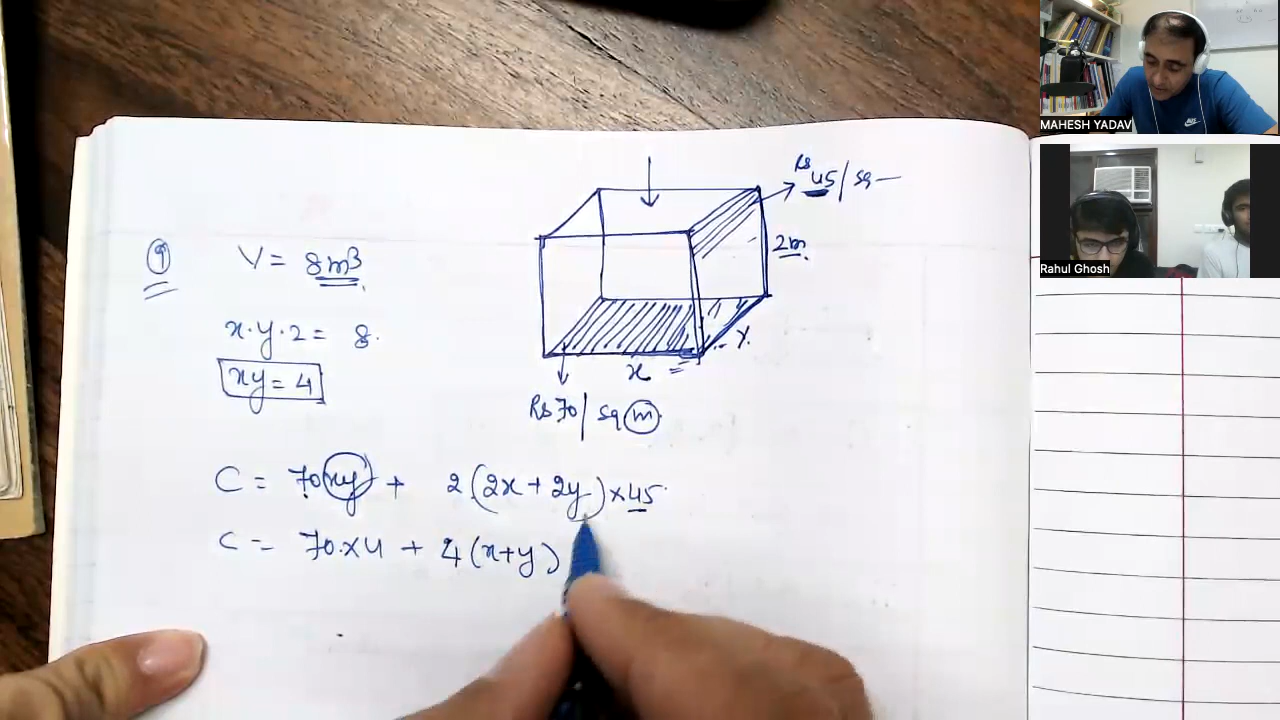 9
V = 8m³
x·y·2 = 8.
xy = 4
Rs 45/sq
2m.
y.
x
Rs 70/sq m
C = 70xy + 2(2x + 2y) × 45
C = 70×4 + 4(x+y)
MAHESH YADAV
Rahul Ghosh